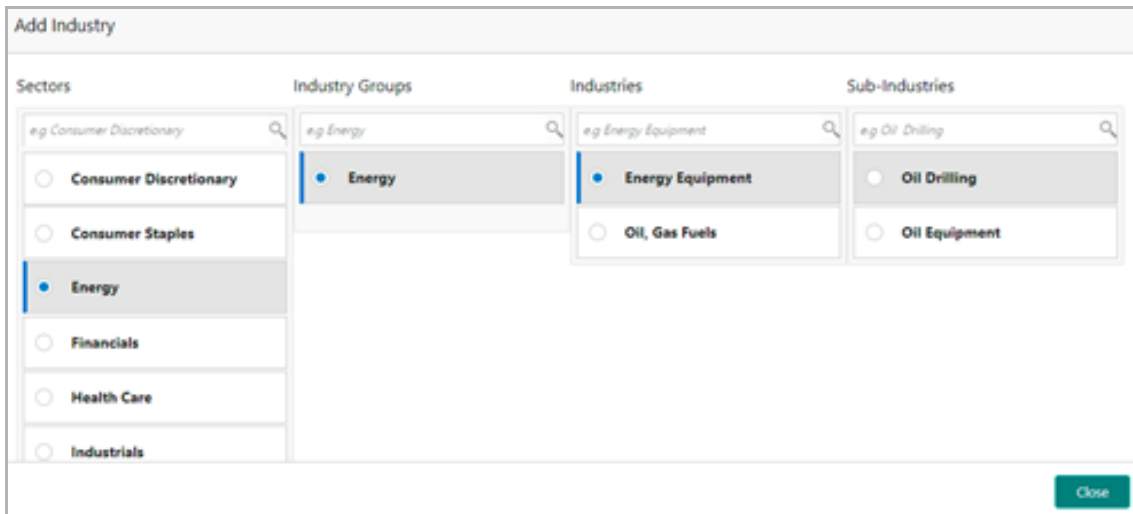 Add Industry
Sectors
Industry Groups
Industries
Sub-Industries
e.g Consumer Discretionary
e.g Energy
e.g Energy Equipment
e.g Oil Drilling
Consumer Discretionary
Energy
Energy Equipment
Oil Drilling
Consumer Staples
Oil, Gas Fuels
Oil Equipment
Energy
Financials
Health Care
Industrials
Close